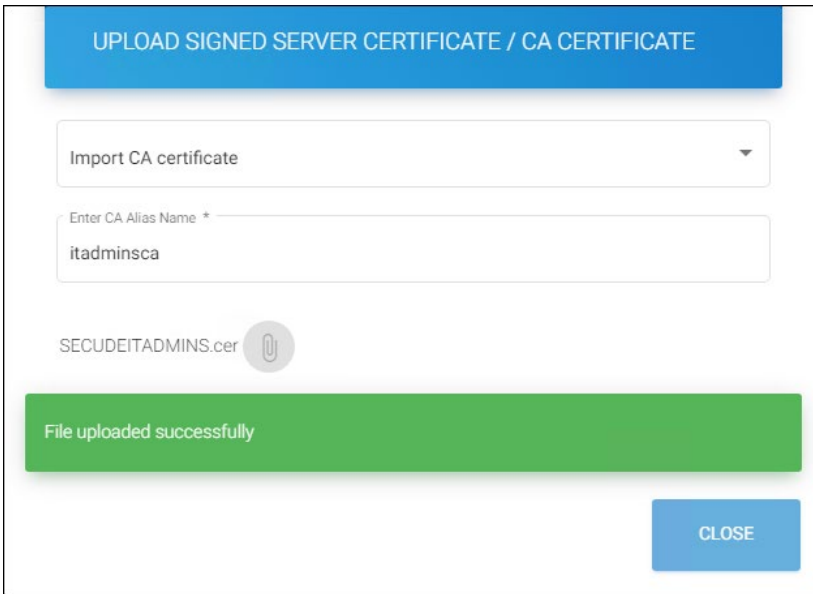 UPLOAD SIGNED SERVER CERTIFICATE / CA CERTIFICATE
Import CA certificate
Enter CA Alias Name *
itadminsca
SECUDEITADMINS.cer
File uploaded successfully
CLOSE